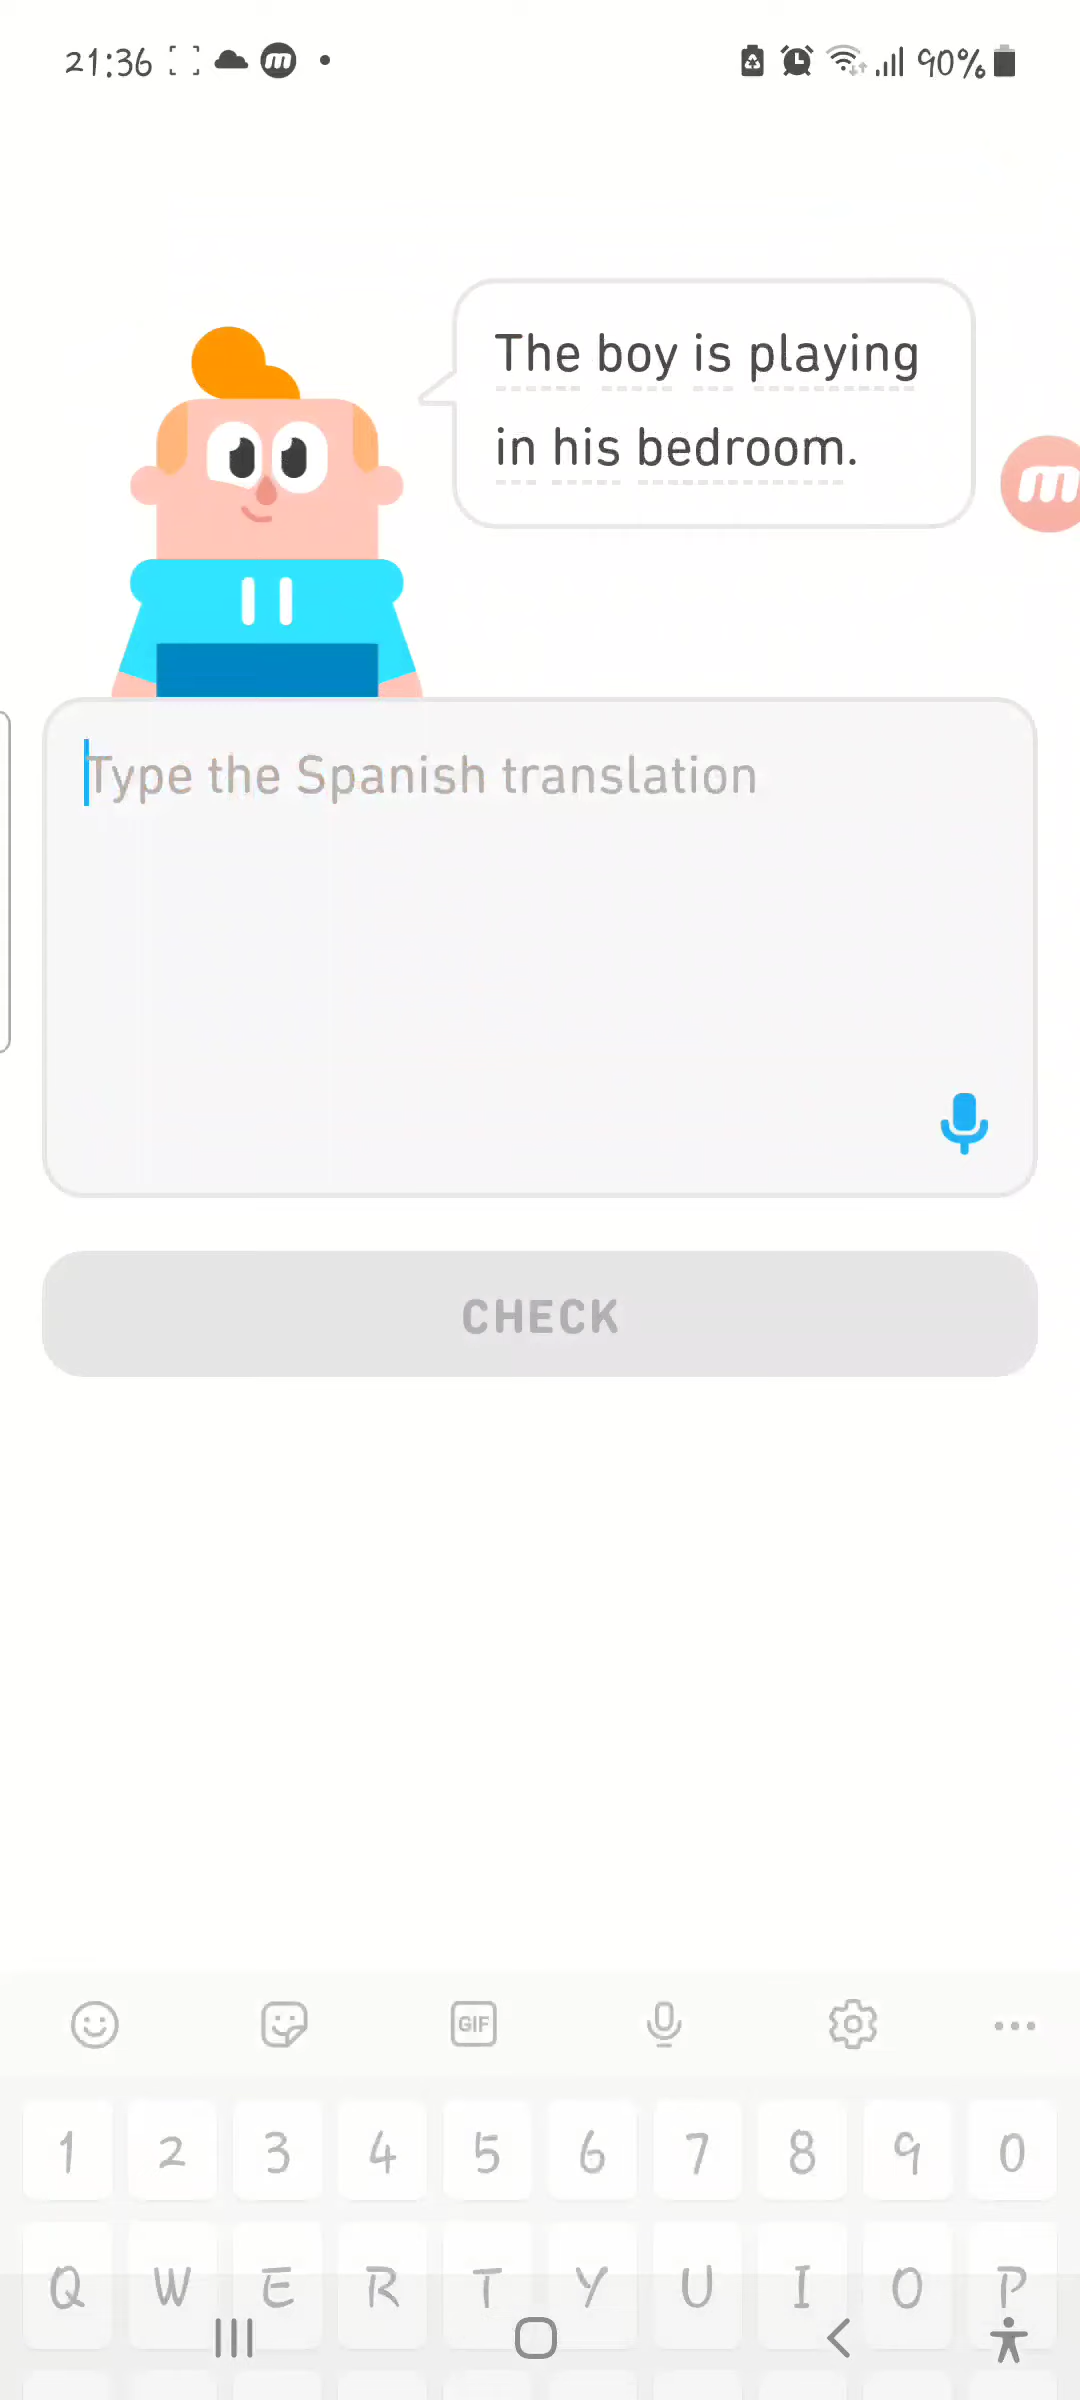 21:36 m 90%
The boy is playing
in his bedroom.
m
Type the Spanish translation
CHECK
GIF
1 2 3 4 5 6 7 8 9 0
Q W E R T Y U I O P